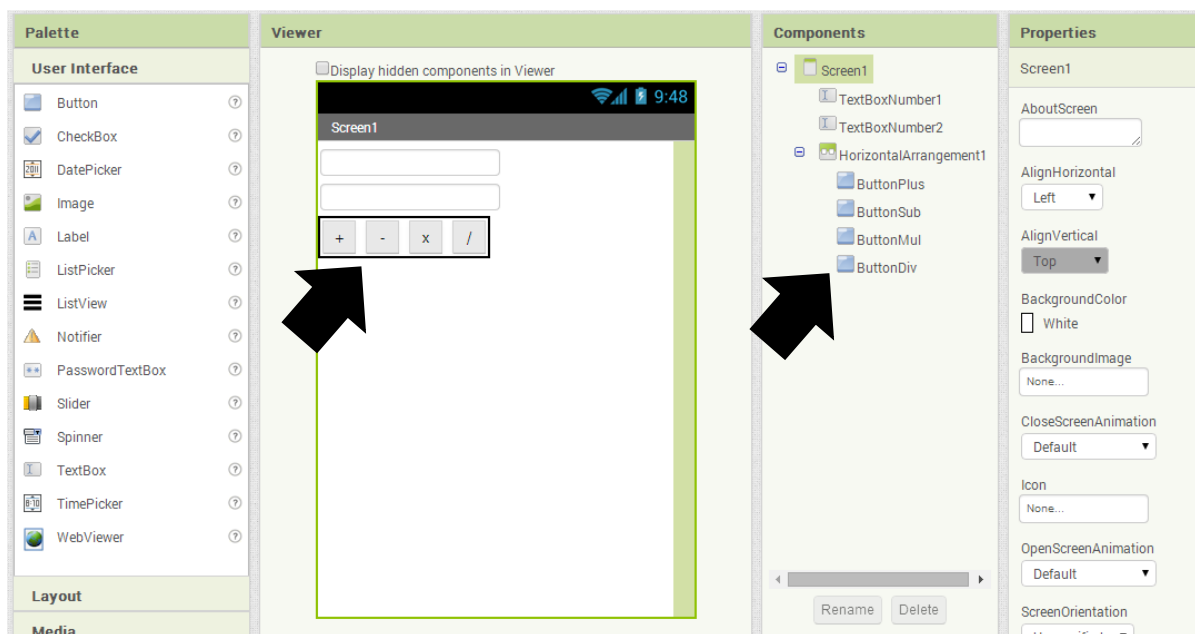 Palette
User Interface
Button
CheckBox
DatePicker
Image
Label
ListPicker
ListView
Notifier
PasswordTextBox
Slider
Spinner
TextBox
TimePicker
WebViewer
Layout
Media
Viewer
Display hidden components in Viewer
9:48
Screen1
+ - x /
Components
Screen1
TextBoxNumber1
TextBoxNumber2
HorizontalArrangement1
ButtonPlus
ButtonSub
ButtonMul
ButtonDiv
Rename Delete
Properties
Screen1
AboutScreen
AlignHorizontal
Left
AlignVertical
Top
BackgroundColor
White
BackgroundImage
None...
CloseScreenAnimation
Default
Icon
None...
OpenScreenAnimation
Default
ScreenOrientation